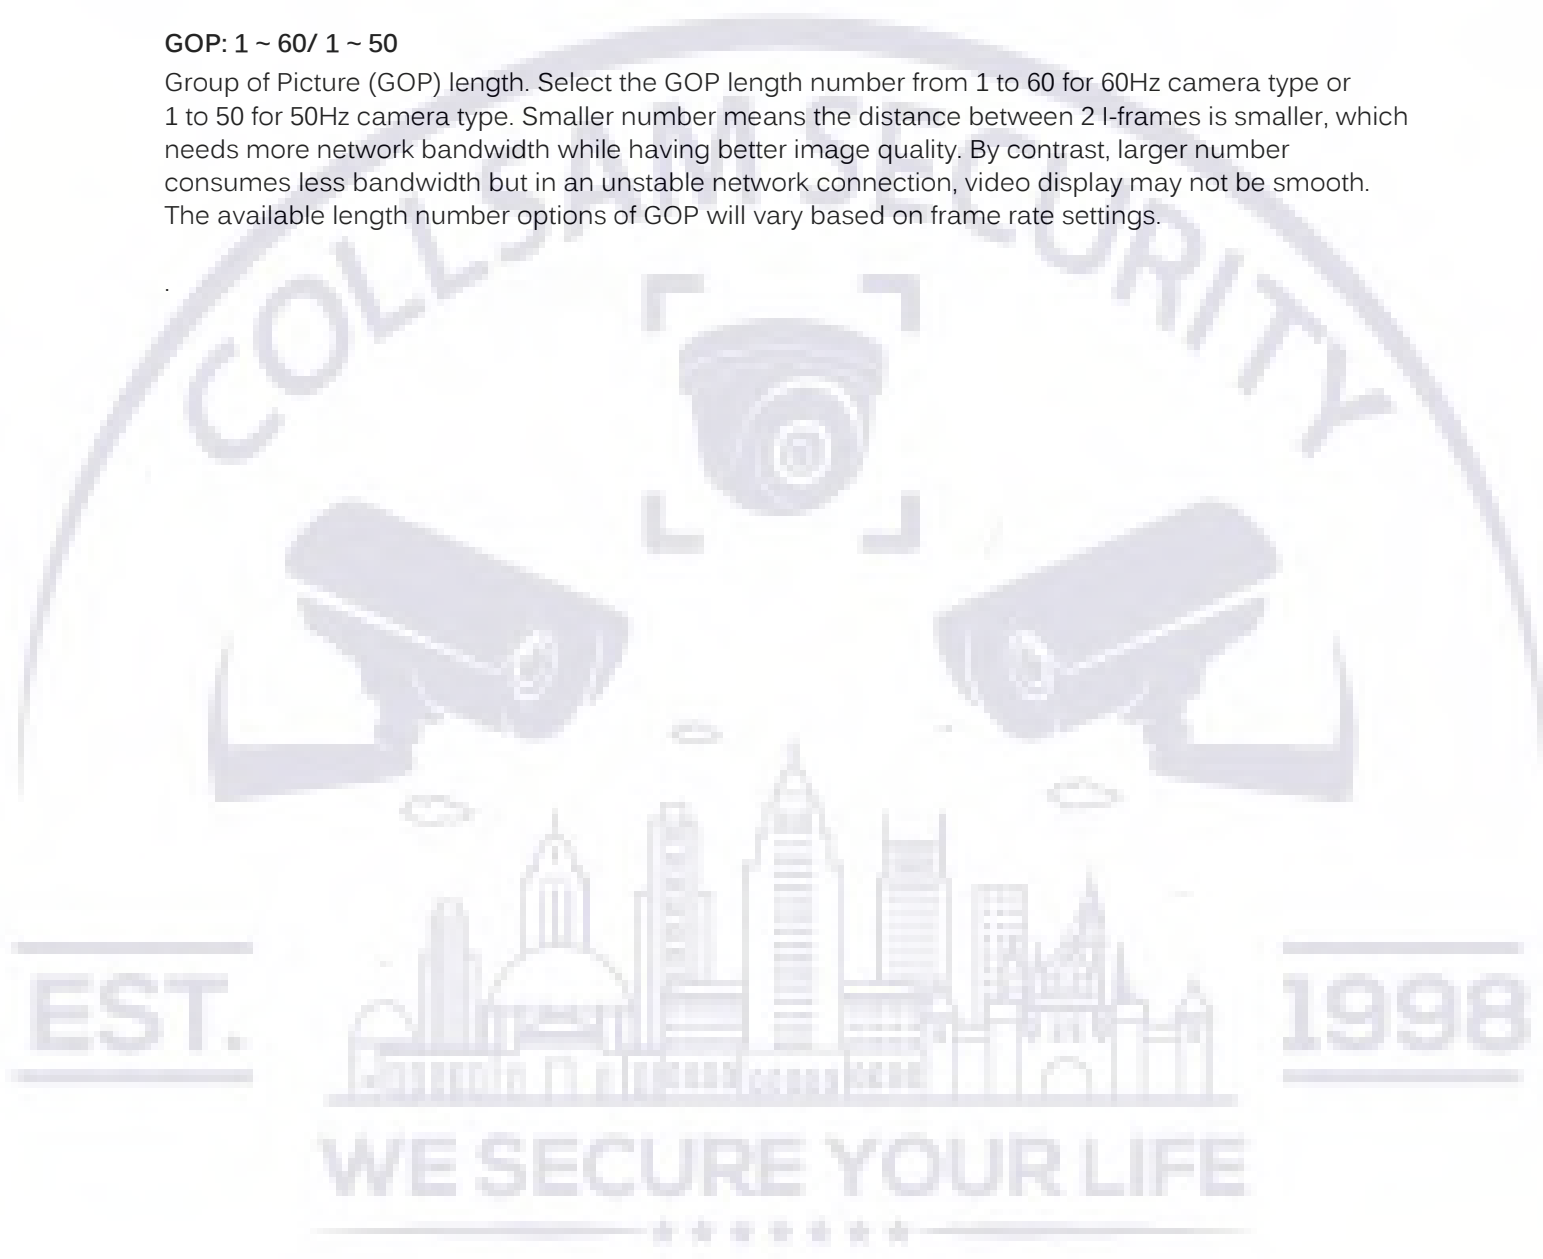 GOP: 1 ~ 60/ 1 ~ 50
Group of Picture (GOP) length. Select the GOP length number from 1 to 60 for 60Hz camera type or
1 to 50 for 50Hz camera type. Smaller number means the distance between 2 I-frames is smaller, which
needs more network bandwidth while having better image quality. By contrast, larger number
consumes less bandwidth but in an unstable network connection, video display may not be smooth.
The available length number options of GOP will vary based on frame rate settings.
.
COLLSAM SECURITY
EST.
1998
WE SECURE YOUR LIFE